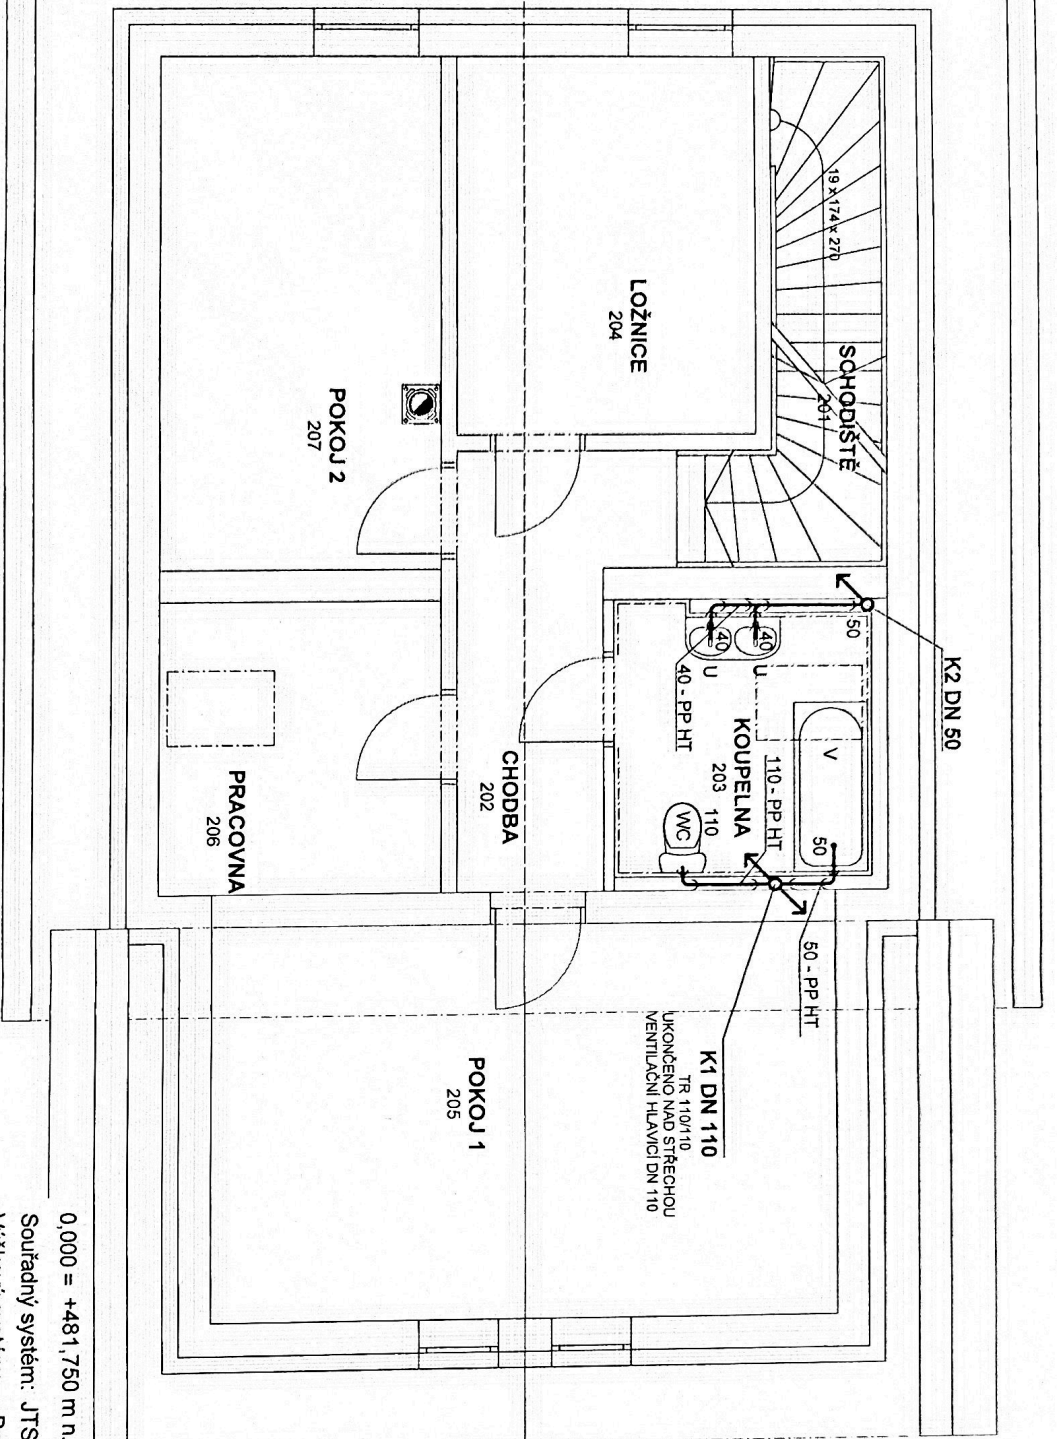 K2 DN 50
19 x 174 x 270
SCHODIŠTĚ
201
50
40
40
U
U
40 - PP HT
V
50
110 - PP HT
KOUPELNA
203
110
WC
50 - PP HT
K1 DN 110
TR 110/110
UKONČENO NAD STŘECHOU
VENTILAČNÍ HLAVICÍ DN 110
LOŽNICE
204
CHODBA
202
POKOJ 1
205
POKOJ 2
207
PRACOVNA
206
0,000 = +481,750 m n.
Souřadný systém: JTS